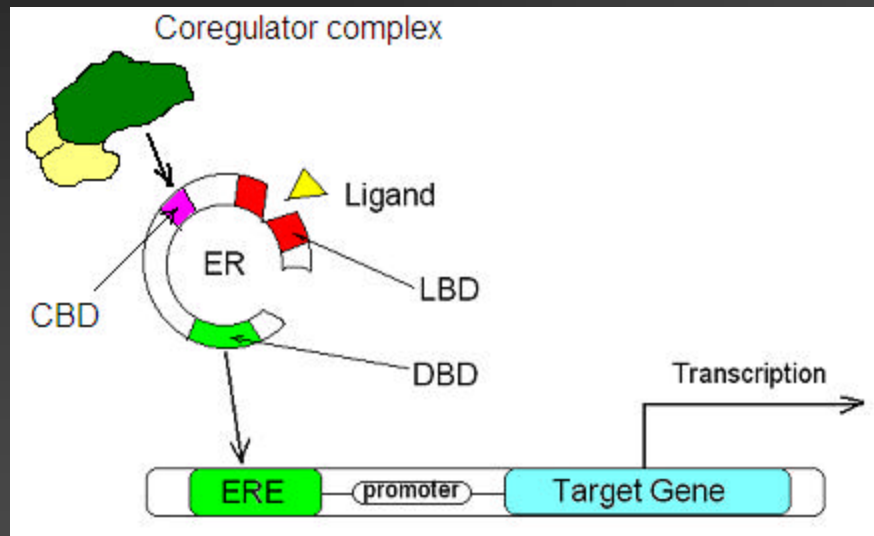 Coregulator complex
Ligand
ER
LBD
CBD
DBD
Transcription
ERE
promoter
Target Gene